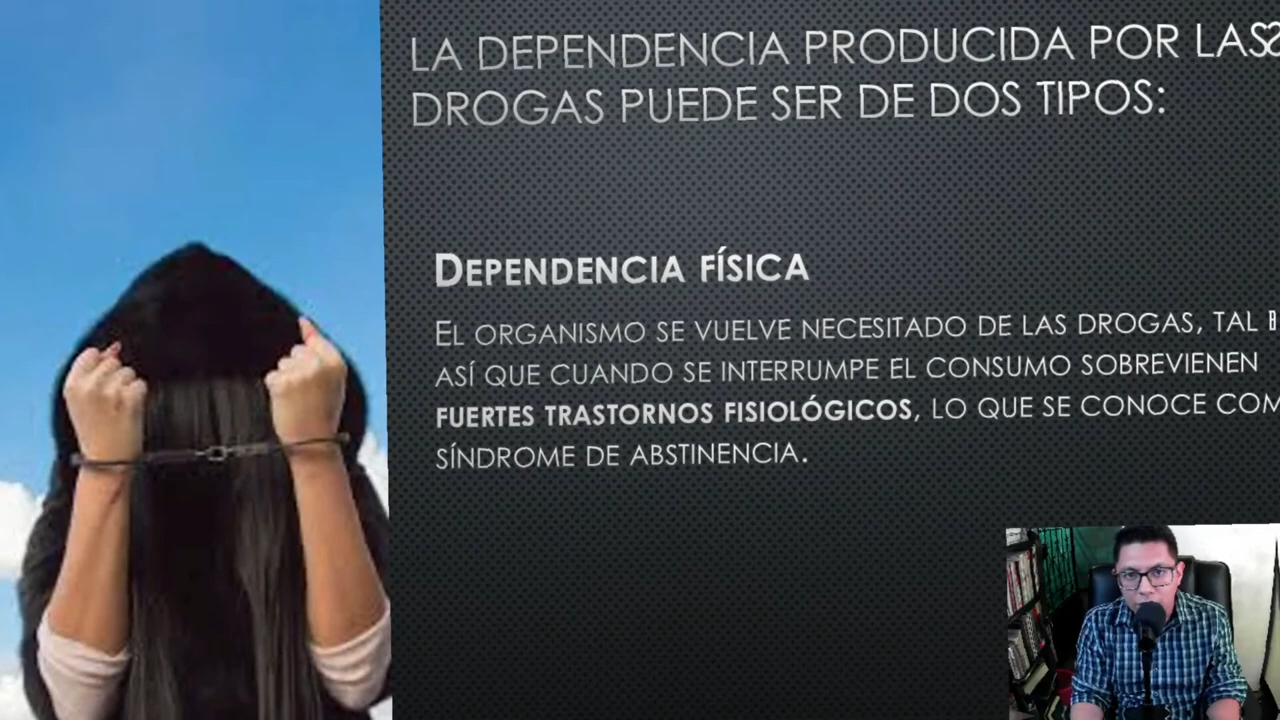 LA DEPENDENCIA PRODUCIDA POR LAS
DROGAS PUEDE SER DE DOS TIPOS:
DEPENDENCIA FÍSICA
EL ORGANISMO SE VUELVE NECESITADO DE LAS DROGAS, TAL
ASÍ QUE CUANDO SE INTERRUMPE EL CONSUMO SOBREVIENEN
FUERTES TRASTORNOS FISIOLÓGICOS, LO QUE SE CONOCE COM
SÍNDROME DE ABSTINENCIA.